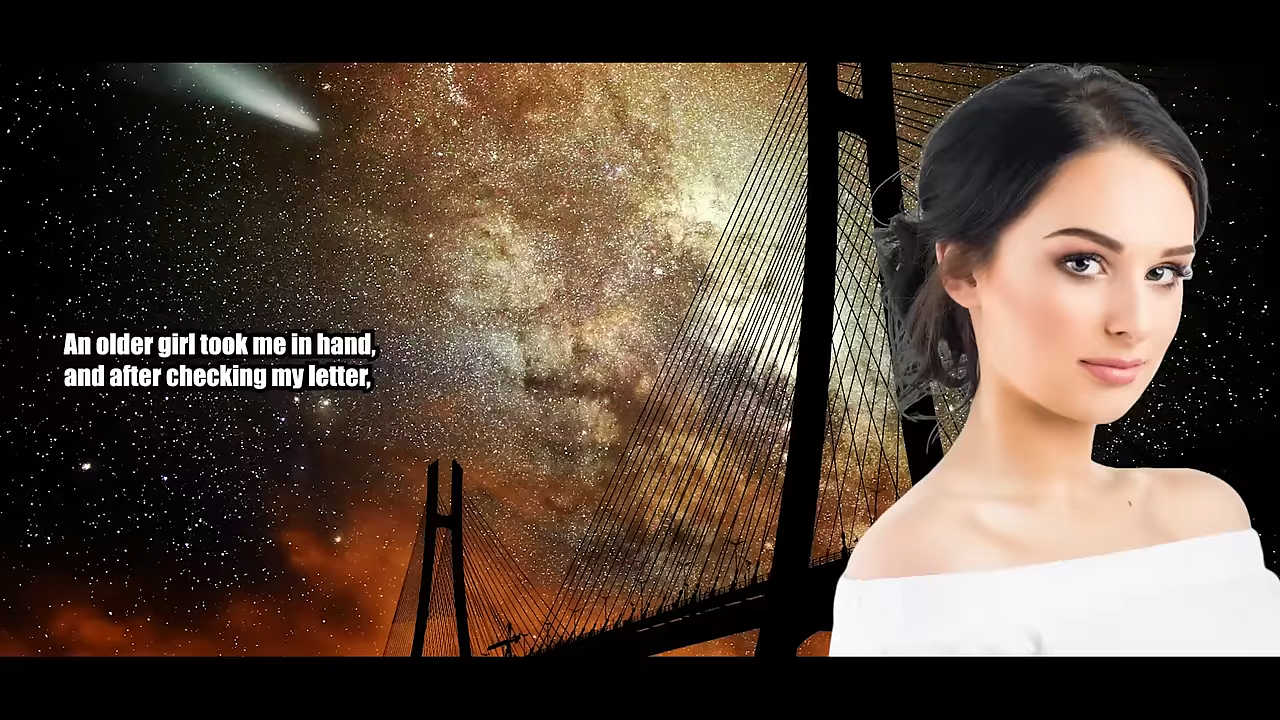 An older girl took me in hand,
and after checking my letter,